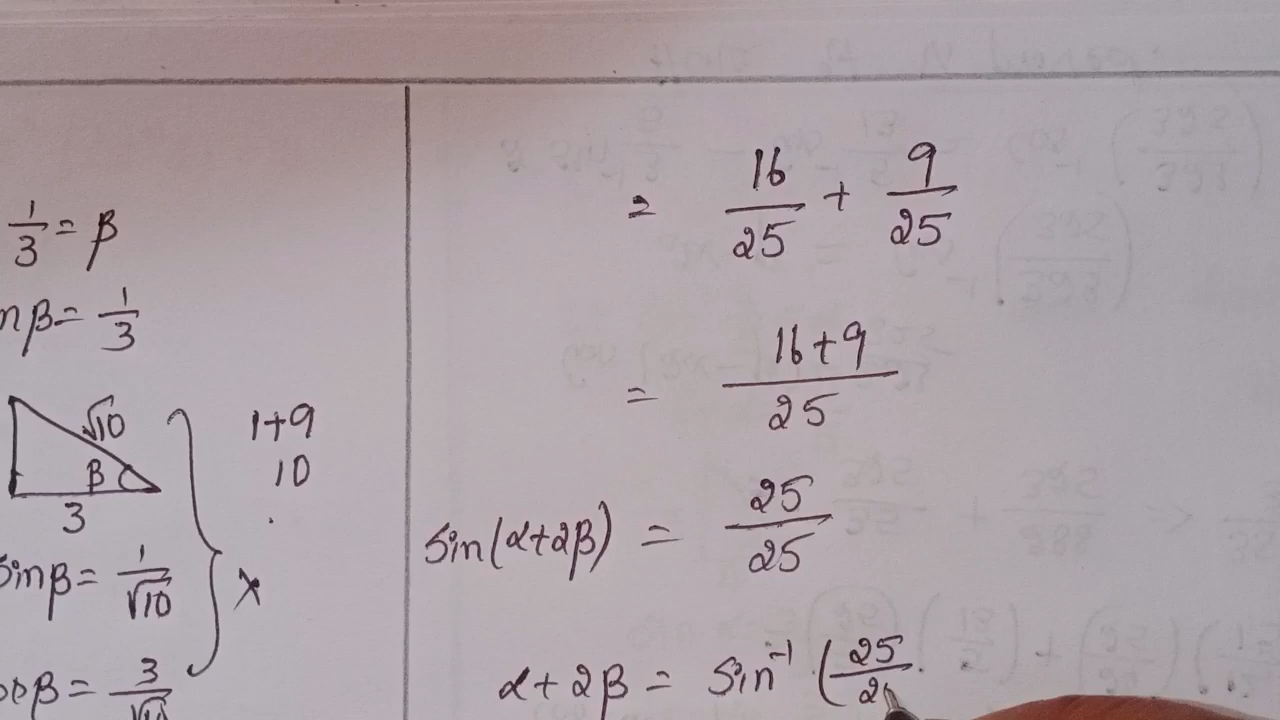 1/3 = β
nβ = 1/3
√10
β
3
1+9
10
sinβ = 1/√10
x
β = 3/√10
= 16/25 + 9/25
= 16+9/25
sin(α+2β) = 25/25
α+2β = sin⁻¹ (25/2